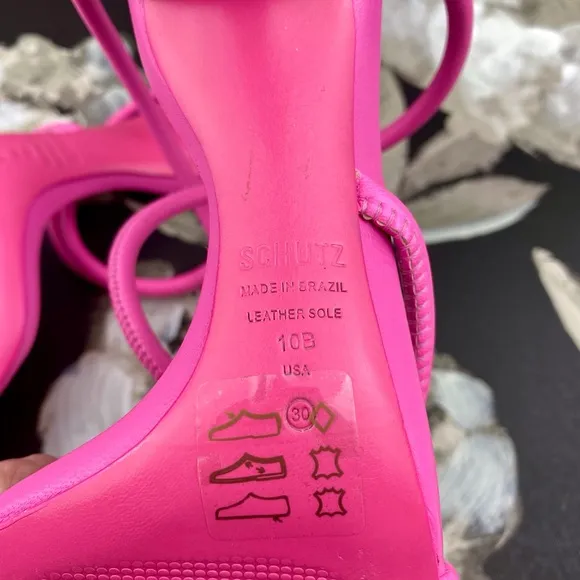 SCHUTZ
MADE IN BRAZIL
LEATHER SOLE
10B
USA
30